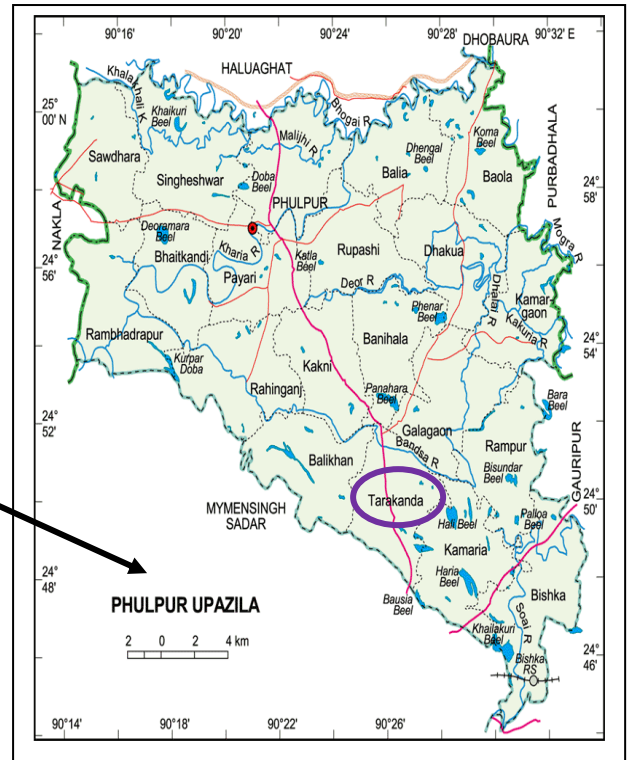 90°16' 90°20' 90°24' 90°28' 90°32' E
DHOBAURA
HALUAGHAT
25°
00' N
Khalakhali K
Khaikuri
Beel
Bhogai R
Malijhi R
Koma
Beel
Dhengal
Beel
Sawdhara
Singheshwar
Doba
Beel
Balia
Baola
PURBADHALA
24°
58'
PHULPUR
NAKLA
Deoramara
Beel
Bhaitkandi
Kharia R
Katla
Beel
Rupashi
Dhakua
Mogra R
24°
56'
Payari
Deor R
Dhalai R
Kamar-
gaon
Phenar
Beel
Kakuria R
Rambhadrapur
Banihala
24°
54'
Kurpar
Doba
Kakni
Rahinganj
Panahara
Beel
Bara
Beel
24°
52'
Galagaon
Bandsa R
Rampur
Balikhan
Bisundar
Beel
GAURIPUR
Tarakanda
24°
50'
MYMENSINGH
SADAR
Hali Beel
Palloa
Beel
Kamaria
24°
48'
Haria
Beel
Bishka
Bausia
Beel
PHULPUR UPAZILA
Soai R
Khailakuri
Beel
2 0 2 4 km
24°
46'
Bishka
RS
90°14' 90°18' 90°22' 90°26' 90°30'